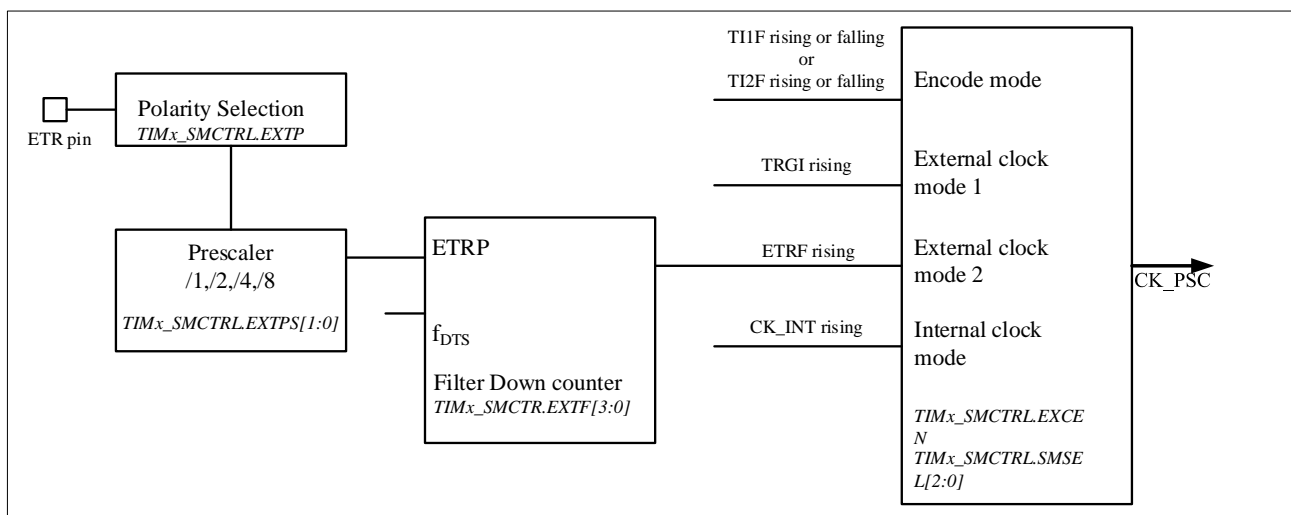 ETR pin
Polarity Selection
TIMx_SMCTRL.EXTP
Prescaler
/1,/2,/4,/8
TIMx_SMCTRL.EXTPS[1:0]
ETRP
fDTS
Filter Down counter
TIMx_SMCTR.EXTF[3:0]
TI1F rising or falling
or
TI2F rising or falling
TRGI rising
ETRF rising
CK_INT rising
Encode mode
External clock
mode 1
External clock
mode 2
Internal clock
mode
TIMx_SMCTRL.EXCE
N
TIMx_SMCTRL.SMSE
L[2:0]
CK_PSC